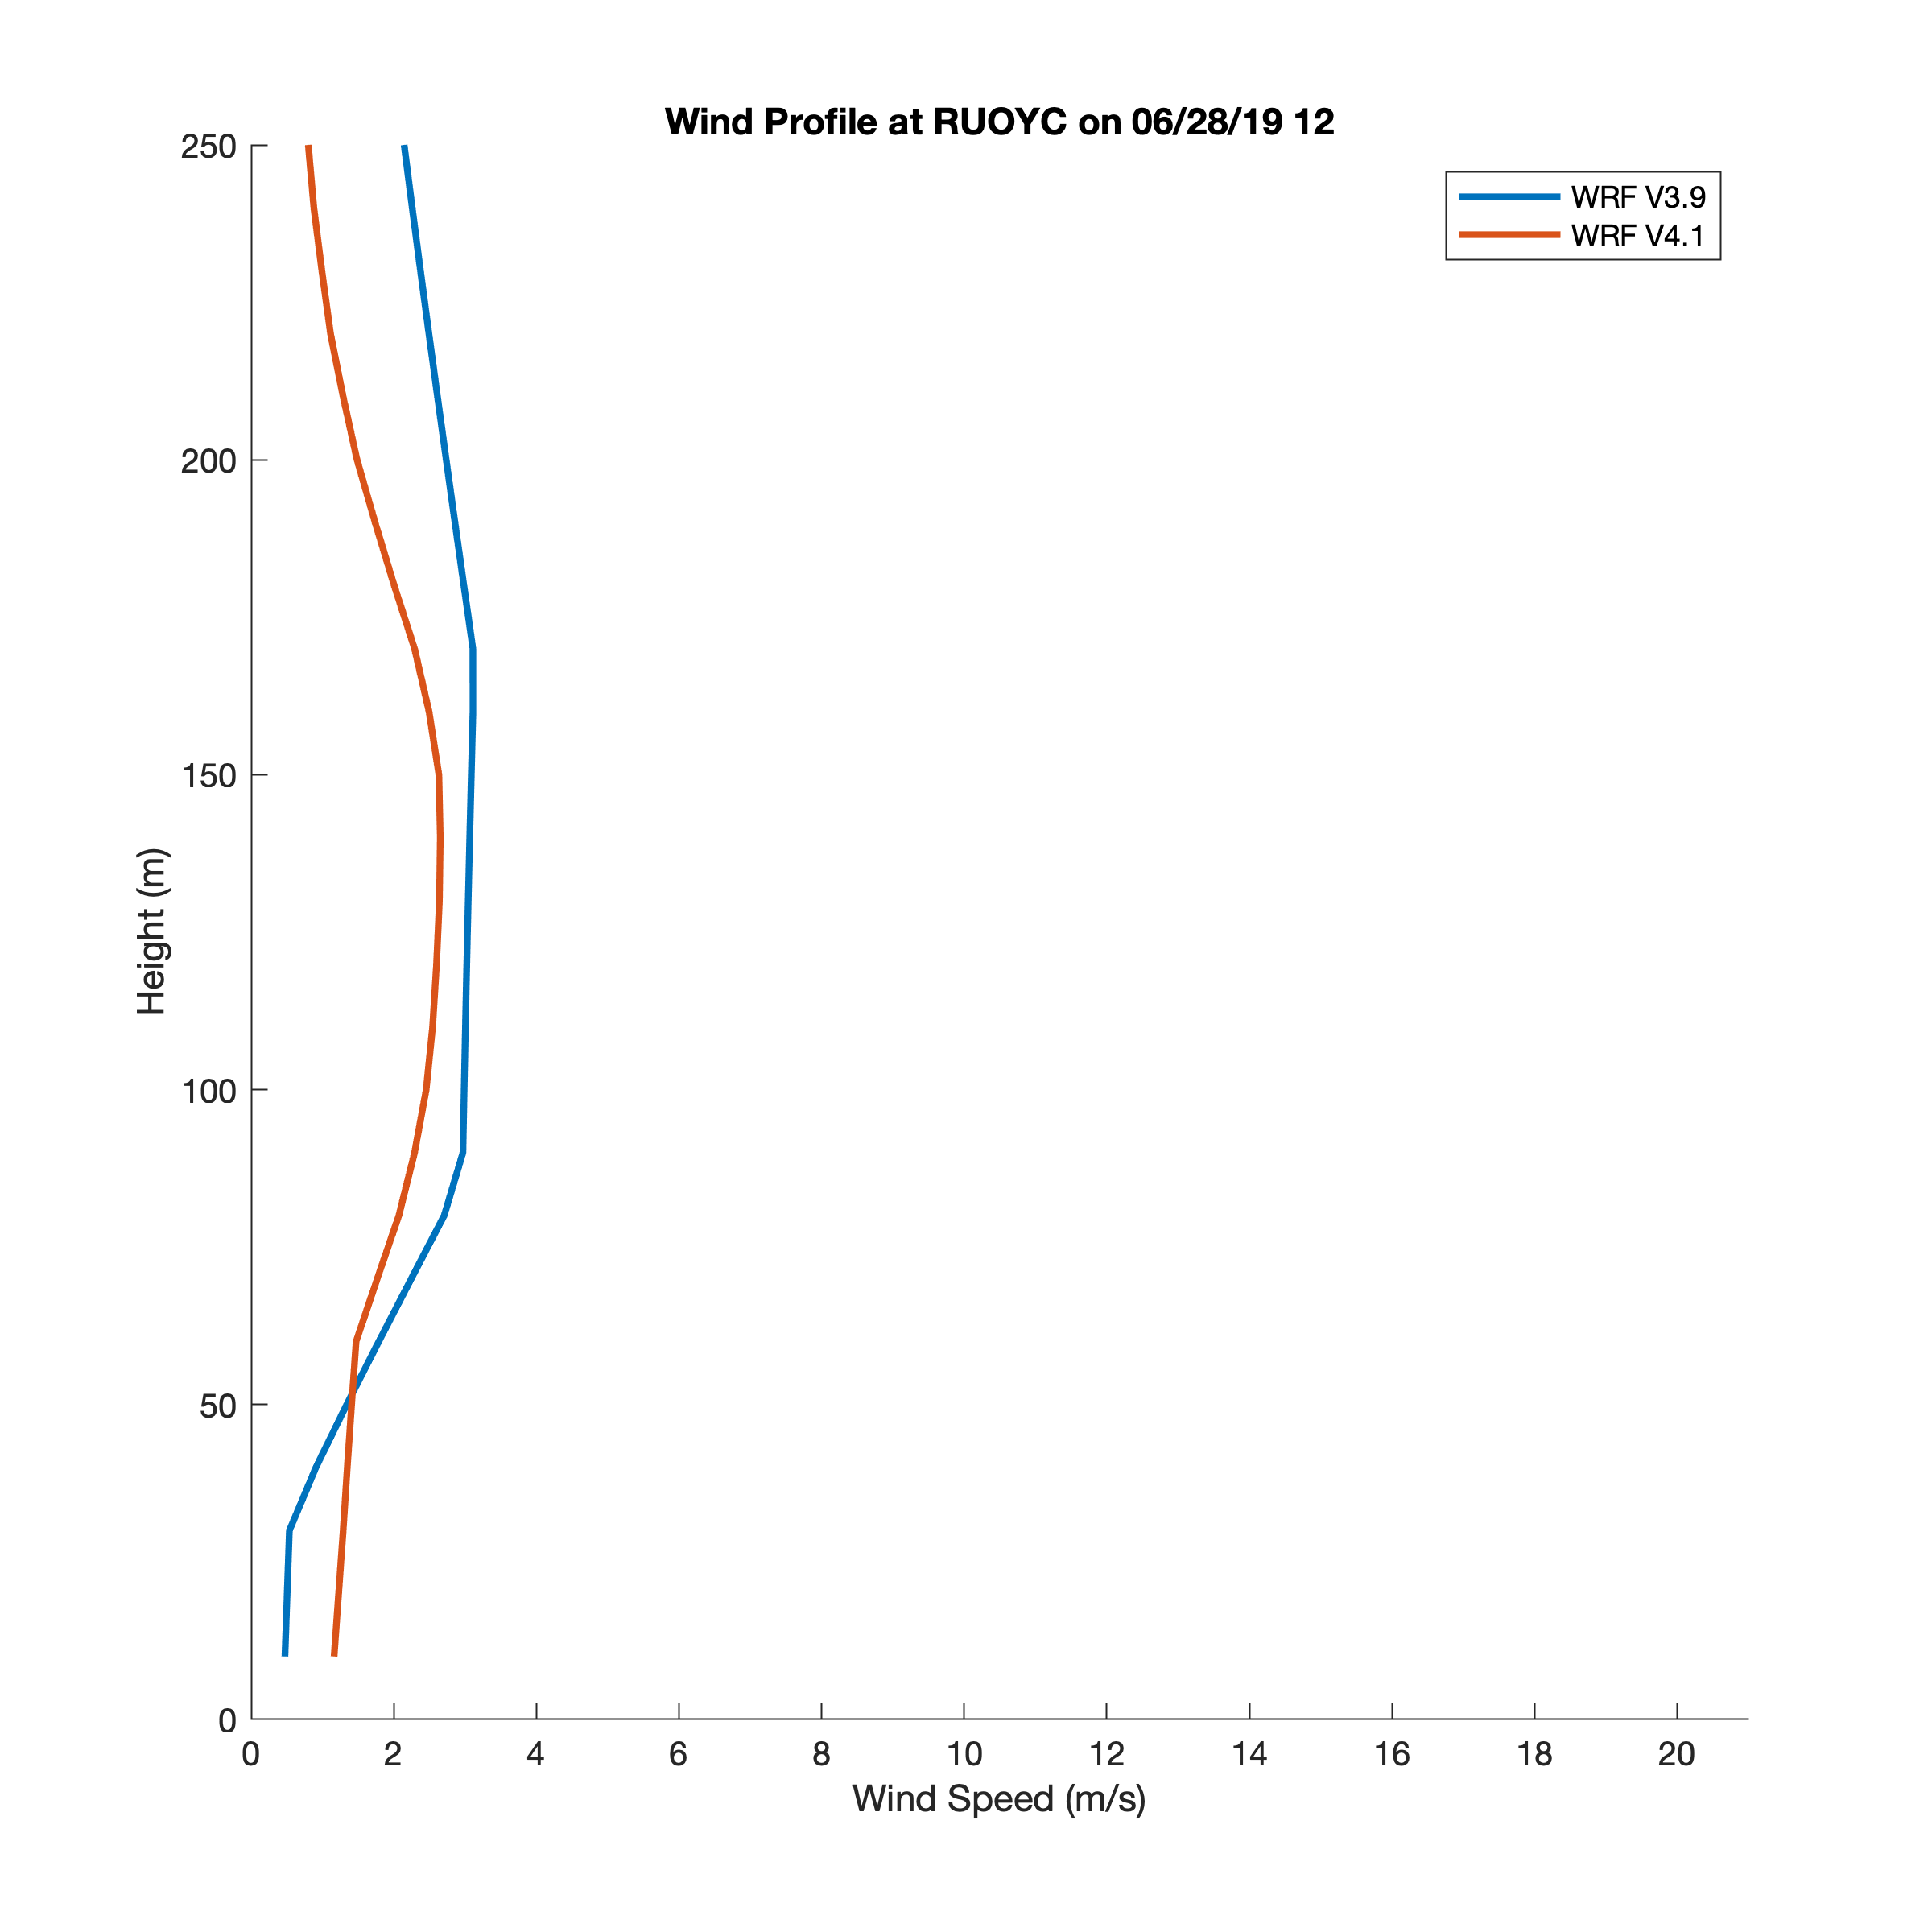 Wind Profile at RUOYC on 06/28/19 12
WRF V3.9
WRF V4.1
250
200
150
100
50
0
Height (m)
0 2 4 6 8 10 12 14 16 18 20
Wind Speed (m/s)